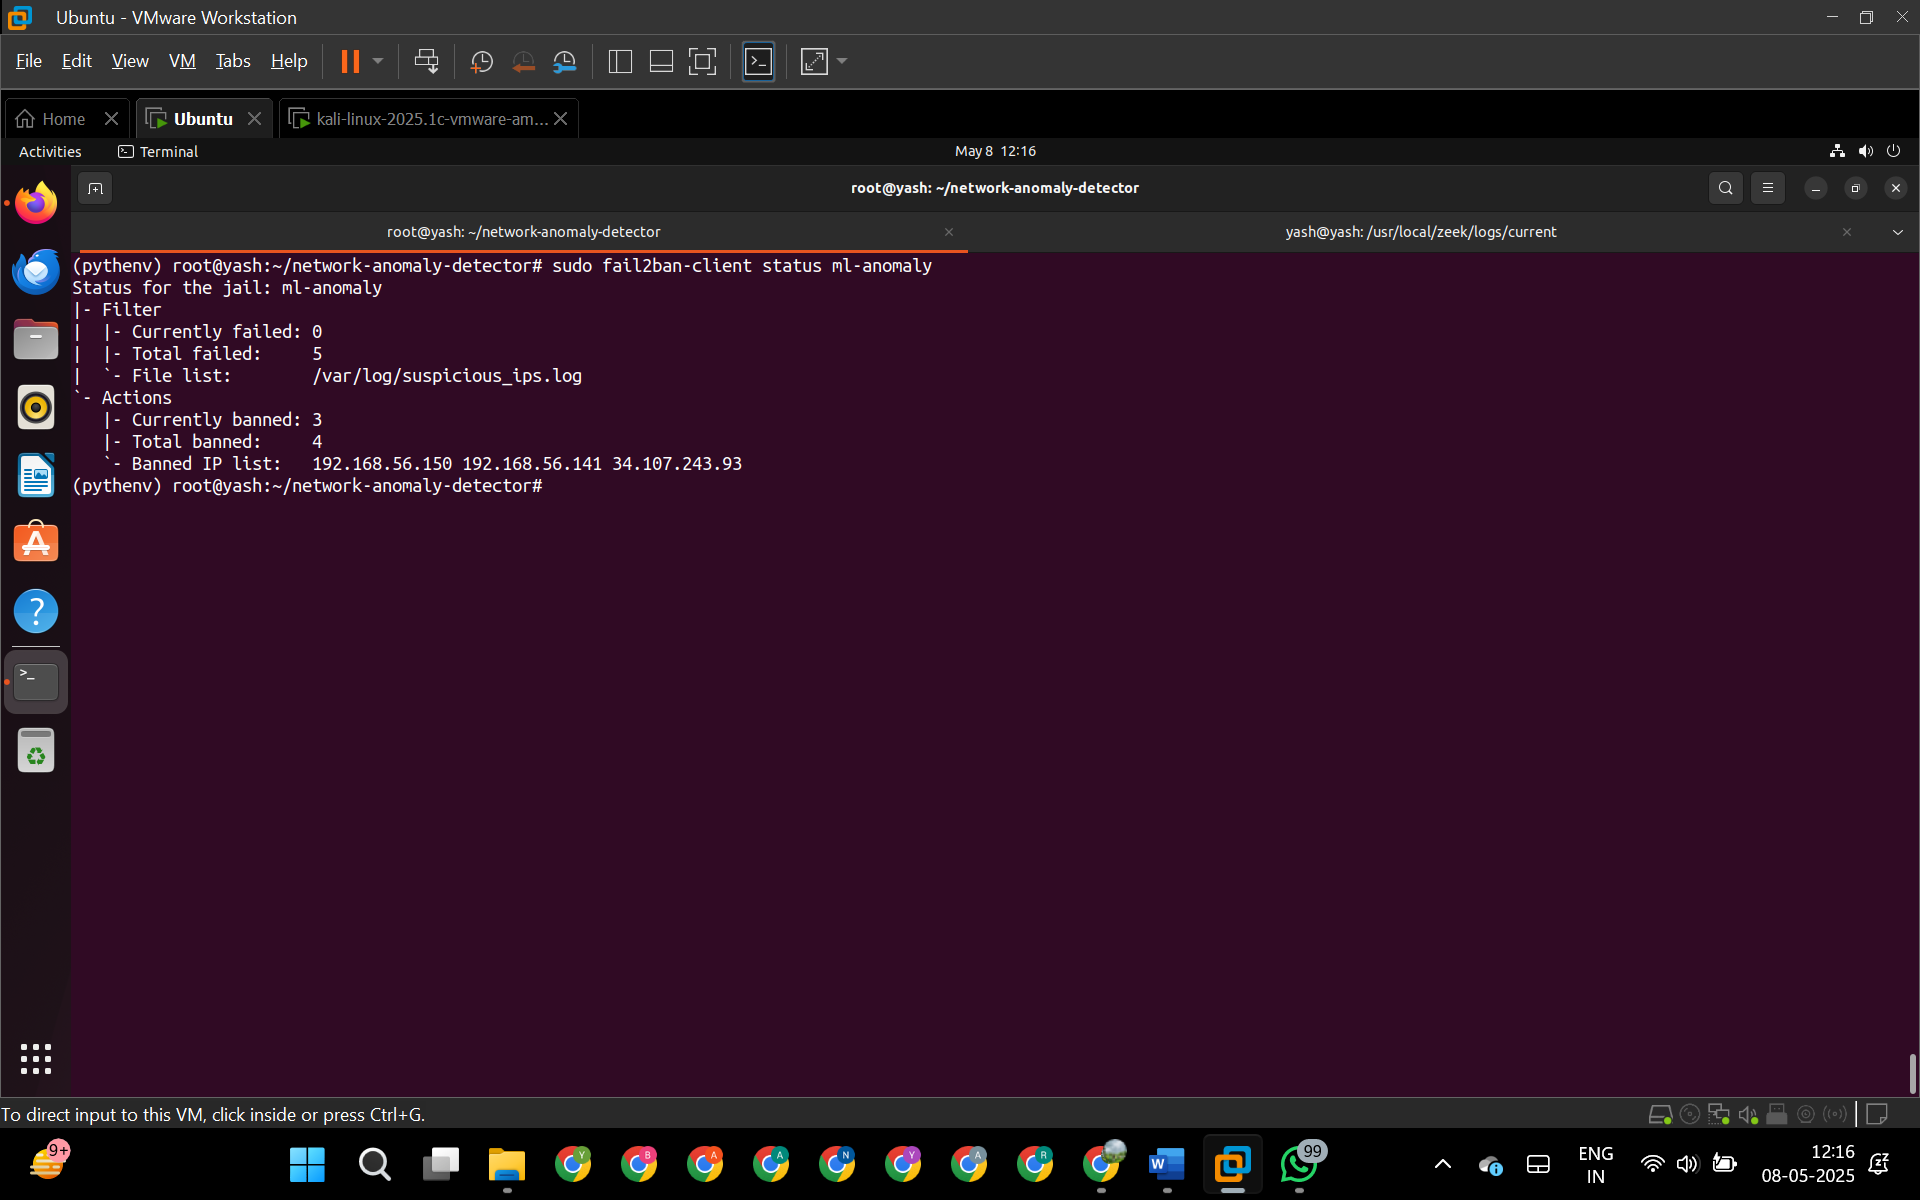 Ubuntu - VMware Workstation
File Edit View VM Tabs Help
Home Ubuntu kali-linux-2025.1c-vmware-am...
Activities Terminal May 8 12:16
root@yash: ~/network-anomaly-detector
root@yash: ~/network-anomaly-detector yash@yash: /usr/local/zeek/logs/current
(pythenv) root@yash:~/network-anomaly-detector# sudo fail2ban-client status ml-anomaly
Status for the jail: ml-anomaly
|- Filter
|  |- Currently failed: 0
|  |- Total failed:     5
|  `- File list:        /var/log/suspicious_ips.log
`- Actions
   |- Currently banned: 3
   |- Total banned:     4
   `- Banned IP list:   192.168.56.150 192.168.56.141 34.107.243.93
(pythenv) root@yash:~/network-anomaly-detector#
To direct input to this VM, click inside or press Ctrl+G.
9+
Y B A A N Y A R W 99
ENG
IN
12:16
08-05-2025